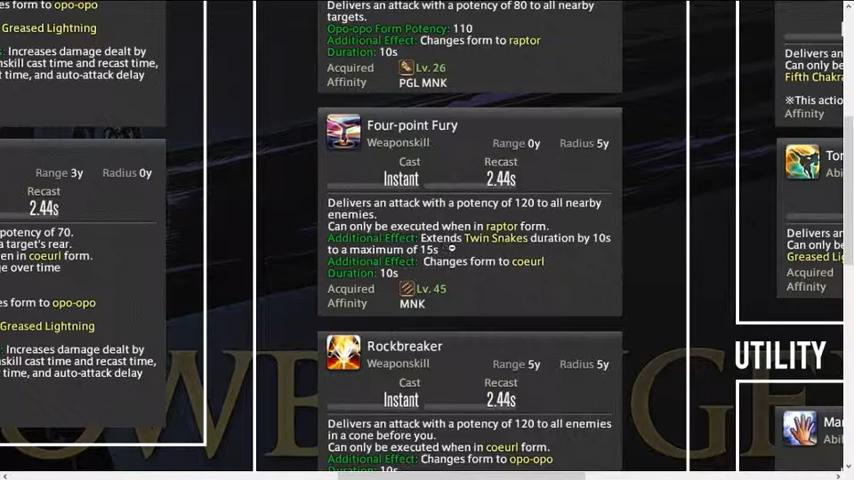 s form to opo-opo
Greased Lightning
: Increases damage dealt by
skill cast time and recast time,
t time, and auto-attack delay
Range 3y Radius 0y
Recast
2.44s
potency of 70.
a target's rear.
en in coeurl form.
ge over time
es form to opo-opo
Greased Lightning
s: Increases damage dealt by
nskill cast time and recast time,
time, and auto-attack delay
Delivers an attack with a potency of 80 to all nearby
targets.
Opo-opo Form Potency: 110
Additional Effect: Changes form to raptor
Duration: 10s
Acquired Lv. 26
Affinity PGL MNK
Four-point Fury
Weaponskill Range 0y Radius 5y
Cast Recast
Instant 2.44s
Delivers an attack with a potency of 120 to all nearby
enemies.
Can only be executed when in raptor form.
Additional Effect: Extends Twin Snakes duration by 10s
to a maximum of 15s
Additional Effect: Changes form to coeurl
Duration: 10s
Acquired Lv. 45
Affinity MNK
Rockbreaker
Weaponskill Range 5y Radius 5y
Cast Recast
Instant 2.44s
Delivers an attack with a potency of 120 to all enemies
in a cone before you.
Can only be executed when in coeurl form.
Additional Effect: Changes form to opo-opo
Duration: 10s
Delivers an
Can only be
Fifth Chakra
※This actio
Affinity
Tor
Abi
Delivers an
Can only be
Greased Li
Acquired
Affinity
UTILITY
Ma
Abil